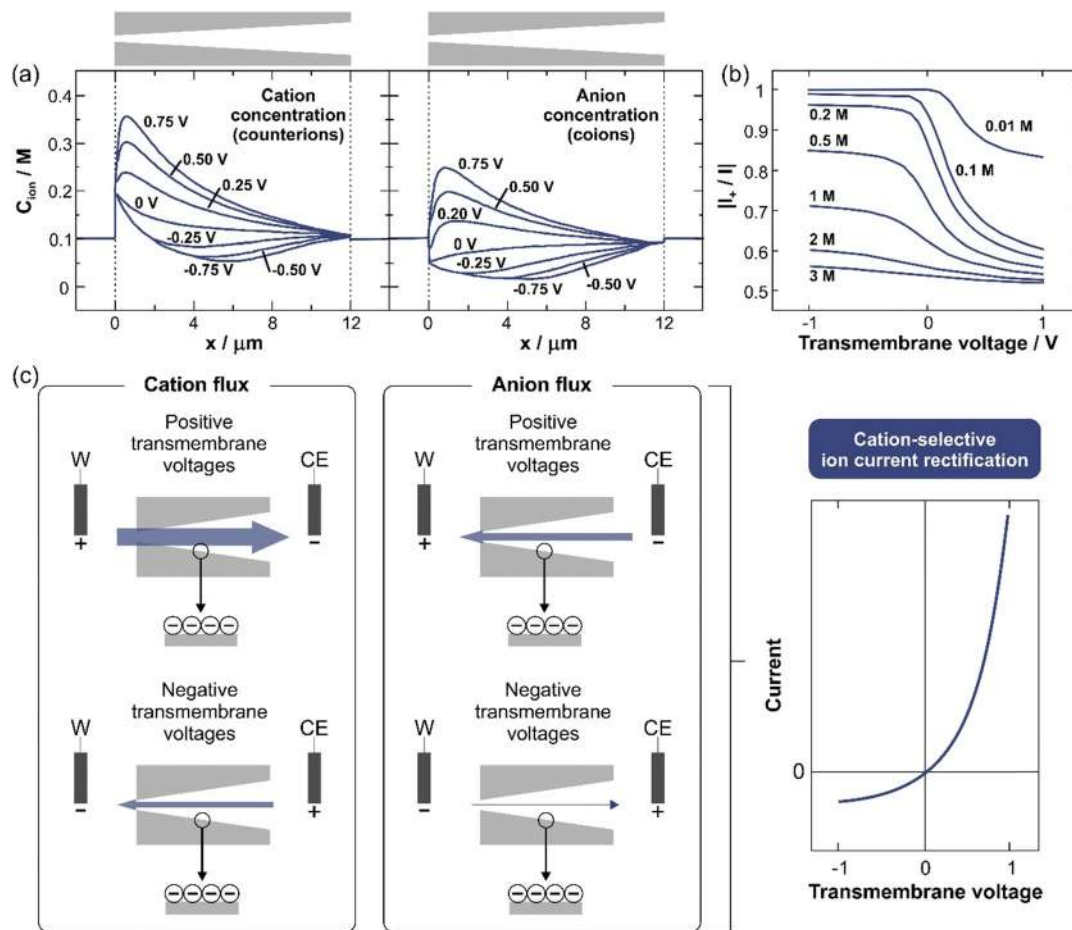 (a)
0.4
0.3
0.2
0.1
0
C ion / M
Cation
concentration
(counterions)
0.75 V
0.50 V
0.25 V
0 V
-0.25 V
-0.75 V
-0.50 V
0
4
8
12
x / μm
Anion
concentration
(coions)
0.75 V
0.50 V
0.20 V
0 V
-0.25 V
-0.75 V
-0.50 V
0
4
8
12
x / μm
(b)
1
0.9
0.8
0.7
0.6
0.5
|I+ / I|
0.2 M
0.5 M
1 M
2 M
3 M
0.01 M
0.1 M
-1
0
1
Transmembrane voltage / V
(c)
Cation flux
Positive
transmembrane
voltages
W
CE
+
−
− − − −
Negative
transmembrane
voltages
W
CE
−
+
− − − −
Anion flux
Positive
transmembrane
voltages
W
CE
+
−
− − − −
Negative
transmembrane
voltages
W
CE
−
+
− − − −
Cation-selective
ion current rectification
Current
0
-1
0
1
Transmembrane voltage